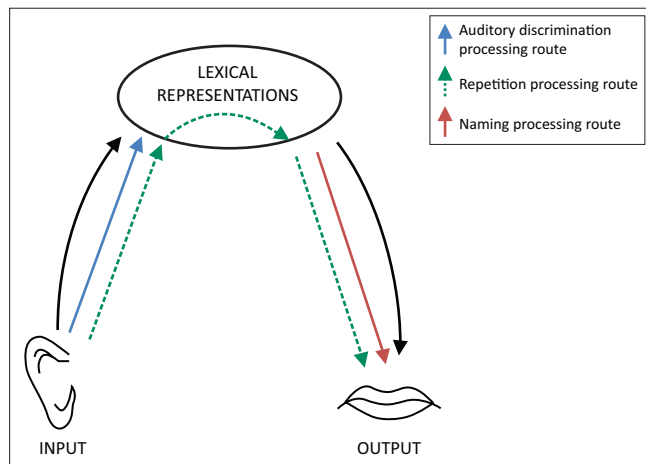 Auditory discrimination
processing route
Repetition processing route
Naming processing route
LEXICAL
REPRESENTATIONS
INPUT
OUTPUT